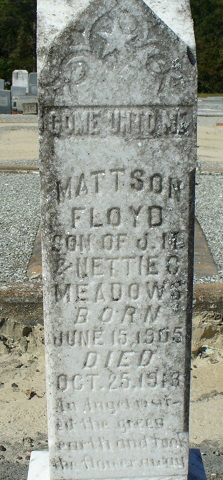 COME UNTO ME
MATTSON
FLOYD
SON OF J. H.
& NETTIE C.
MEADOWS
BORN
JUNE 15, 1905
DIED
OCT. 25, 1913
An Angel visit-
ed the green
earth and took
the flower away